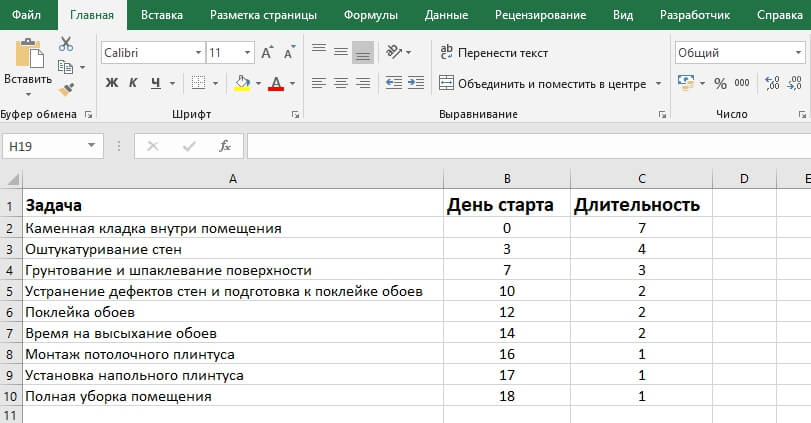 Файл Главная Вставка Разметка страницы Формулы Данные Рецензирование Вид Разработчик Справка
Вставить
Calibri 11 A A
Ж К Ч А
ab Перенести текст
Объединить и поместить в центре
Общий
% 000 ,00
Буфер обмена Шрифт Выравнивание Число
H19 fx
A B C D E
1 Задача День старта Длительность
2 Каменная кладка внутри помещения 0 7
3 Оштукатуривание стен 3 4
4 Грунтование и шпаклевание поверхности 7 3
5 Устранение дефектов стен и подготовка к поклейке обоев 10 2
6 Поклейка обоев 12 2
7 Время на высыхание обоев 14 2
8 Монтаж потолочного плинтуса 16 1
9 Установка напольного плинтуса 17 1
10 Полная уборка помещения 18 1
11